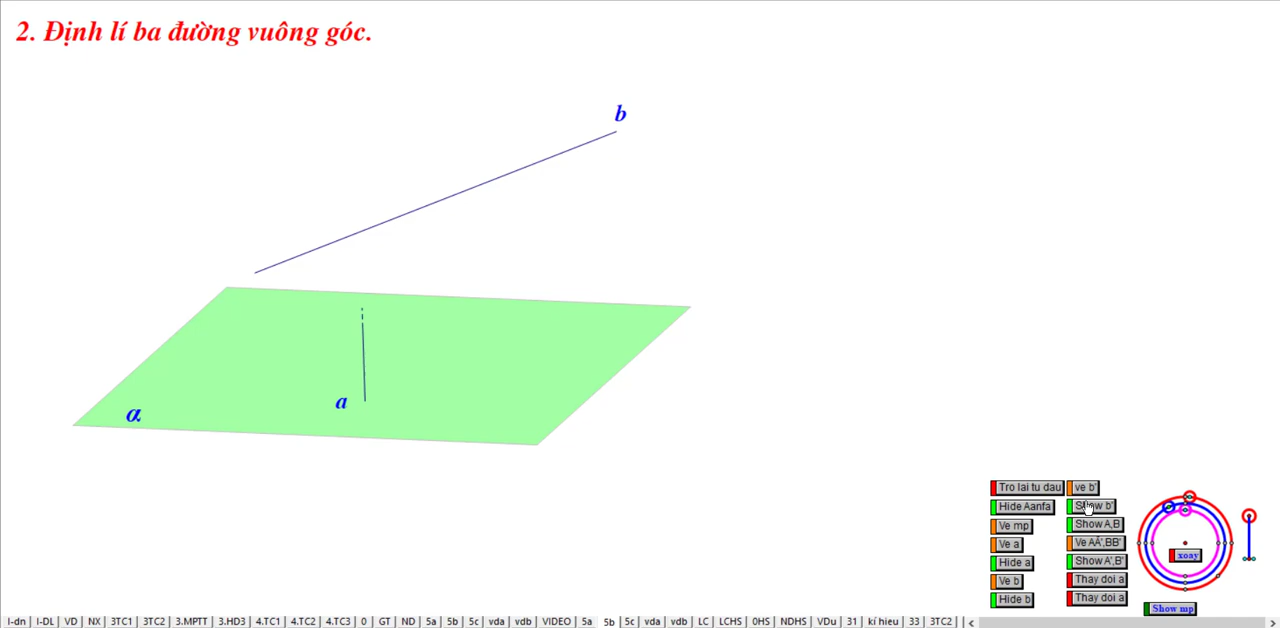 2. Định lí ba đường vuông góc.
b
a
α
Tro lai tu dau
ve b'
Hide Aanfa
Show b'
Ve mp
Show A,B
Ve a
Ve AA',BB'
Hide a
Show A',B'
Ve b
Thay doi a
Hide b
Thay doi a
xoay
Show mp
I-dn | I-DL | VD | NX | 3TC1 | 3TC2 | 3.MPTT | 3.HD3 | 4.TC1 | 4.TC2 | 4.TC3 | 0 | GT | ND | 5a | 5b | 5c | vda | vdb | VIDEO | 5a | 5b | 5c | vda | vdb | LC | LCHS | 0HS | NDHS | VDu | 31 | kí hieu | 33 | 3TC2 |